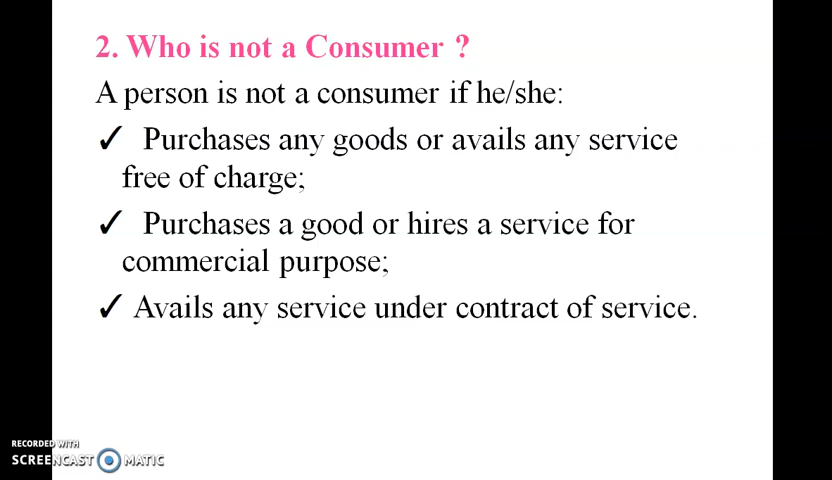 2. Who is not a Consumer ?
A person is not a consumer if he/she:
✓ Purchases any goods or avails any service
free of charge;
✓ Purchases a good or hires a service for
commercial purpose;
✓ Avails any service under contract of service.
RECORDED WITH
SCREENCAST MATIC